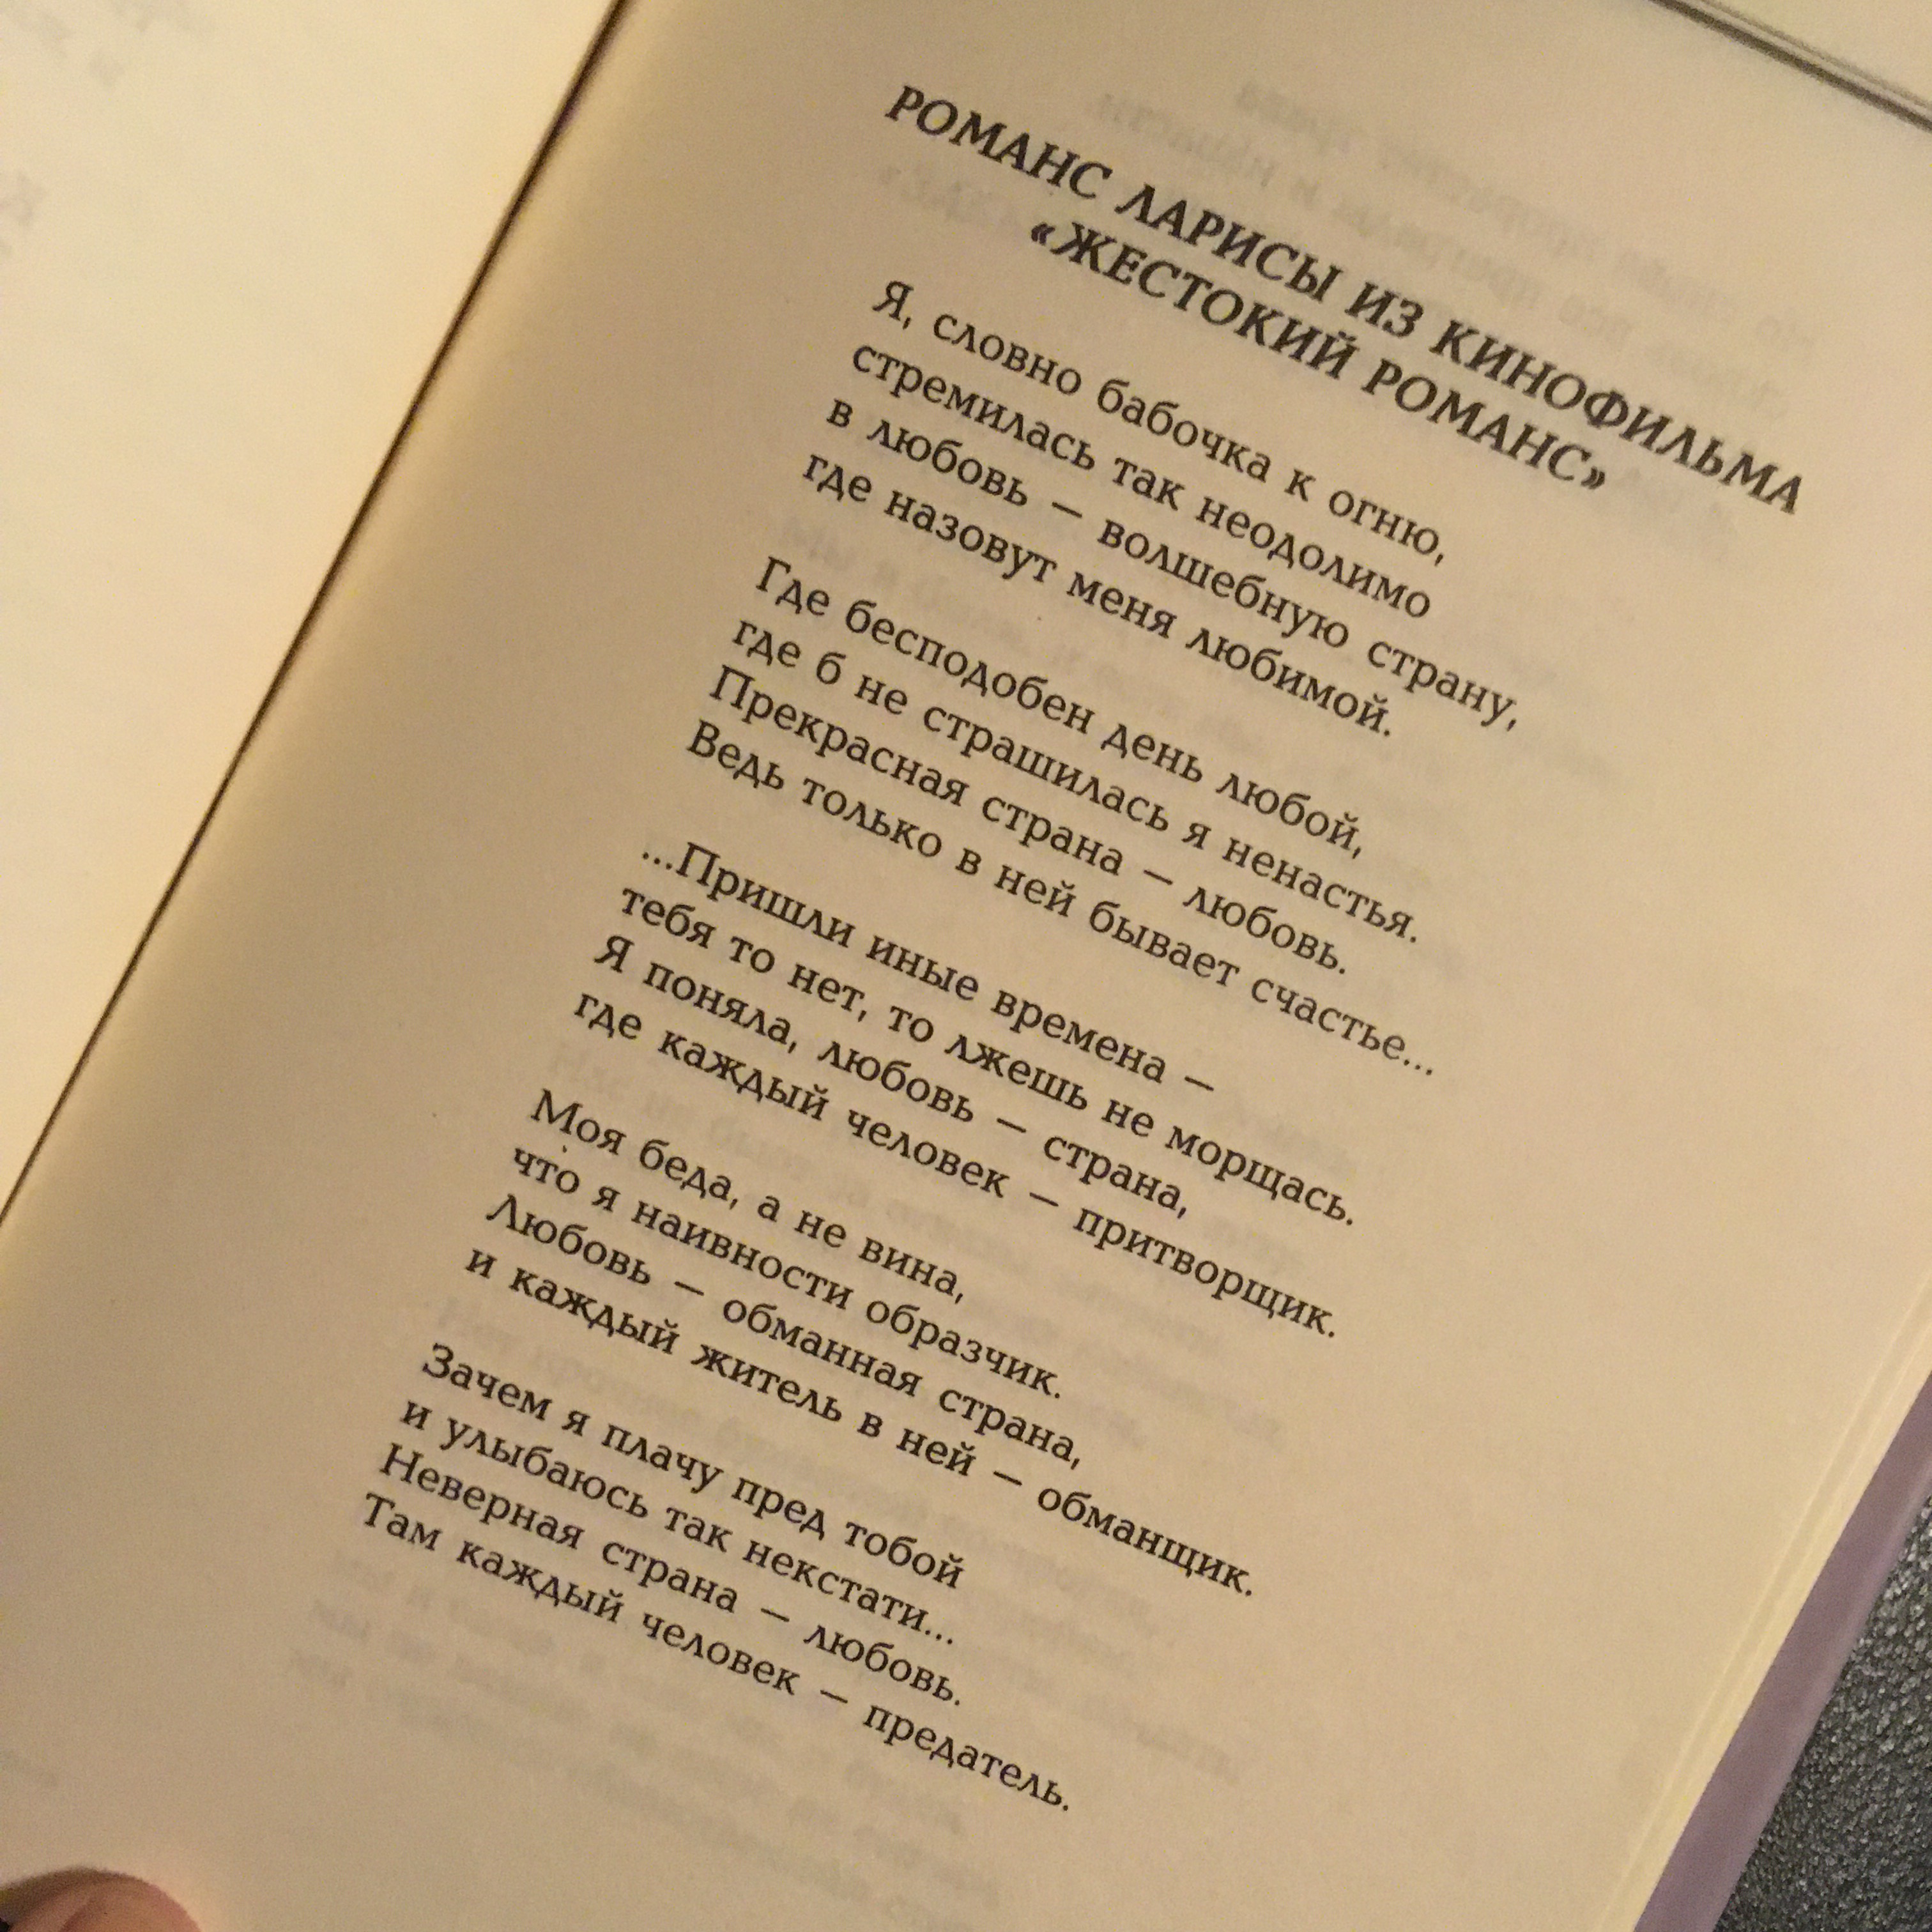 РОМАНС ЛАРИСЫ ИЗ КИНОФИЛЬМА
«ЖЕСТОКИЙ РОМАНС»
Я, словно бабочка к огню,
стремилась так неодолимо
в любовь – волшебную страну,
где назовут меня любимой.
Где бесподобен день любой,
где б не страшилась я ненастья.
Прекрасная страна – любовь.
Ведь только в ней бывает счастье...
...Пришли иные времена –
тебя то нет, то лжешь не морщась.
Я поняла, любовь – страна,
где каждый человек – притворщик.
Моя беда, а не вина,
что я наивности образчик.
Любовь – обманная страна,
и каждый житель в ней – обманщик.
Зачем я плачу пред тобой
и улыбаюсь так некстати...
Неверная страна – любовь.
Там каждый человек – предатель.